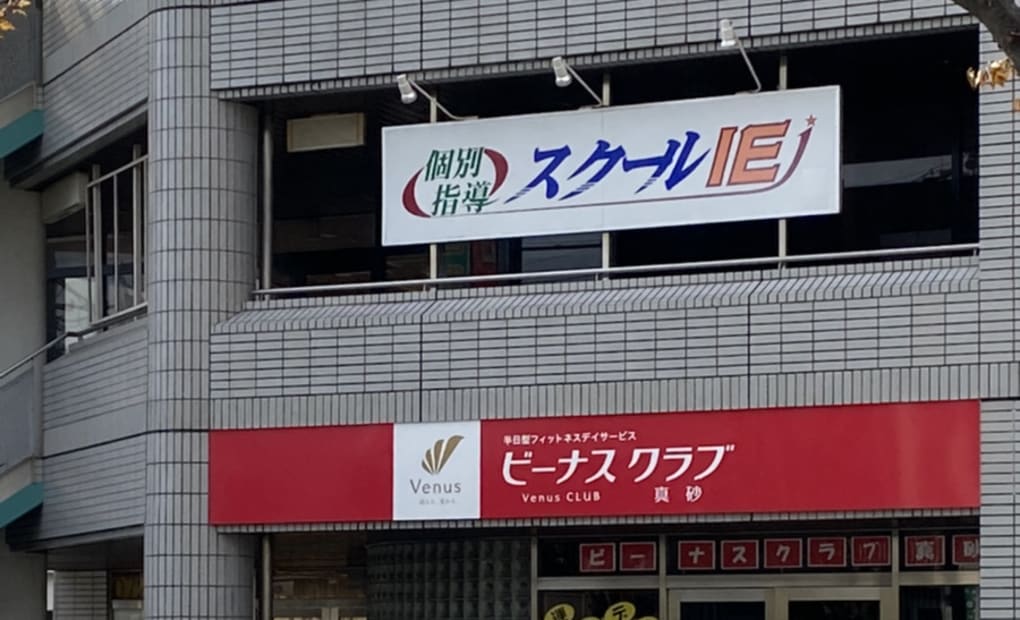 個別
指導
スクールIE
半日型フィットネスデイサービス
ビーナスクラブ
Venus CLUB 真砂
Venus
ビーナスクラブ真砂